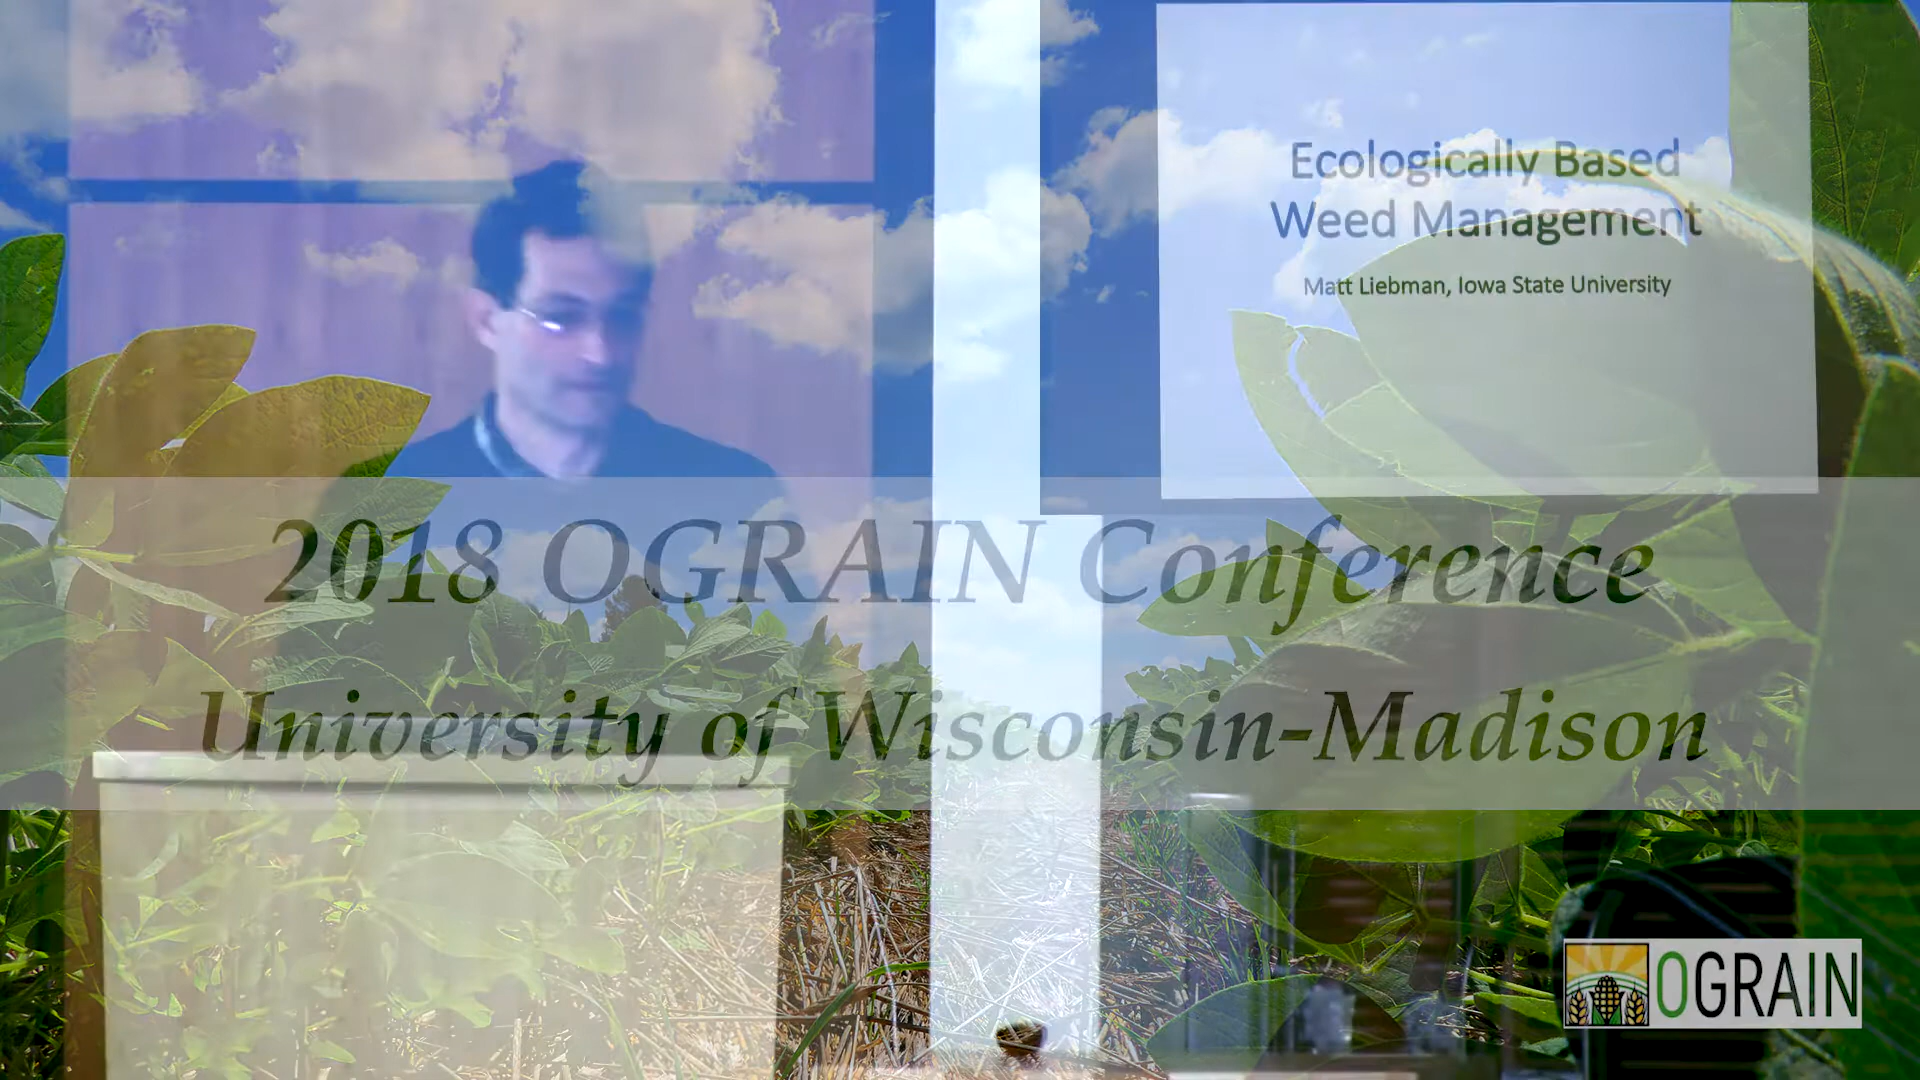 Ecologically Based
Weed Management
Matt Liebman, Iowa State University
2018 OGRAIN Conference
University of Wisconsin-Madison
OGRAIN